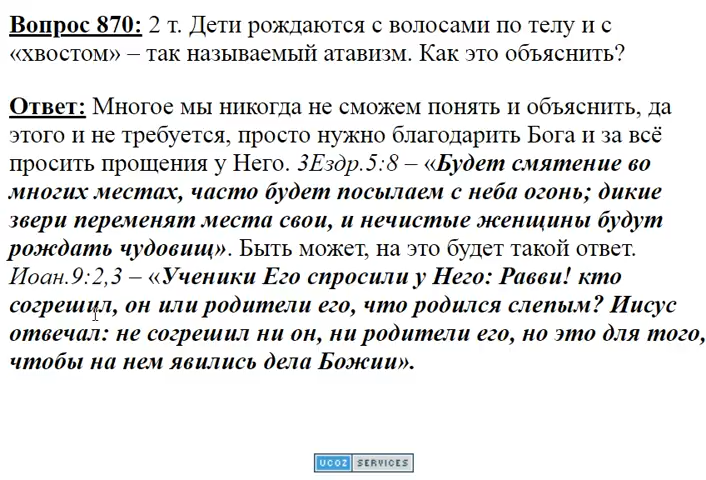 Вопрос 870: 2 т. Дети рождаются с волосами по телу и с
«хвостом» – так называемый атавизм. Как это объяснить?
Ответ: Многое мы никогда не сможем понять и объяснить, да
этого и не требуется, просто нужно благодарить Бога и за всё
просить прощения у Него. 3Ездр.5:8 – «Будет смятение во
многих местах, часто будет посылаем с неба огонь; дикие
звери переменят места свои, и нечистые женщины будут
рождать чудовищ». Быть может, на это будет такой ответ.
Иоан.9:2,3 – «Ученики Его спросили у Него: Равви! кто
согрешил, он или родители его, что родился слепым? Иисус
отвечал: не согрешил ни он, ни родители его, но это для того,
чтобы на нем явились дела Божии».
UCOZ SERVICES